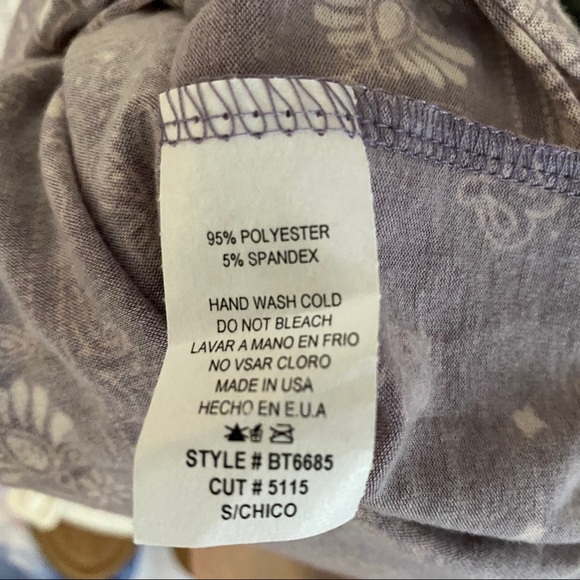 95% POLYESTER
5% SPANDEX
HAND WASH COLD
DO NOT BLEACH
LAVAR A MANO EN FRIO
NO VSAR CLORO
MADE IN USA
HECHO EN E.U.A
STYLE # BT6685
CUT # 5115
S/CHICO